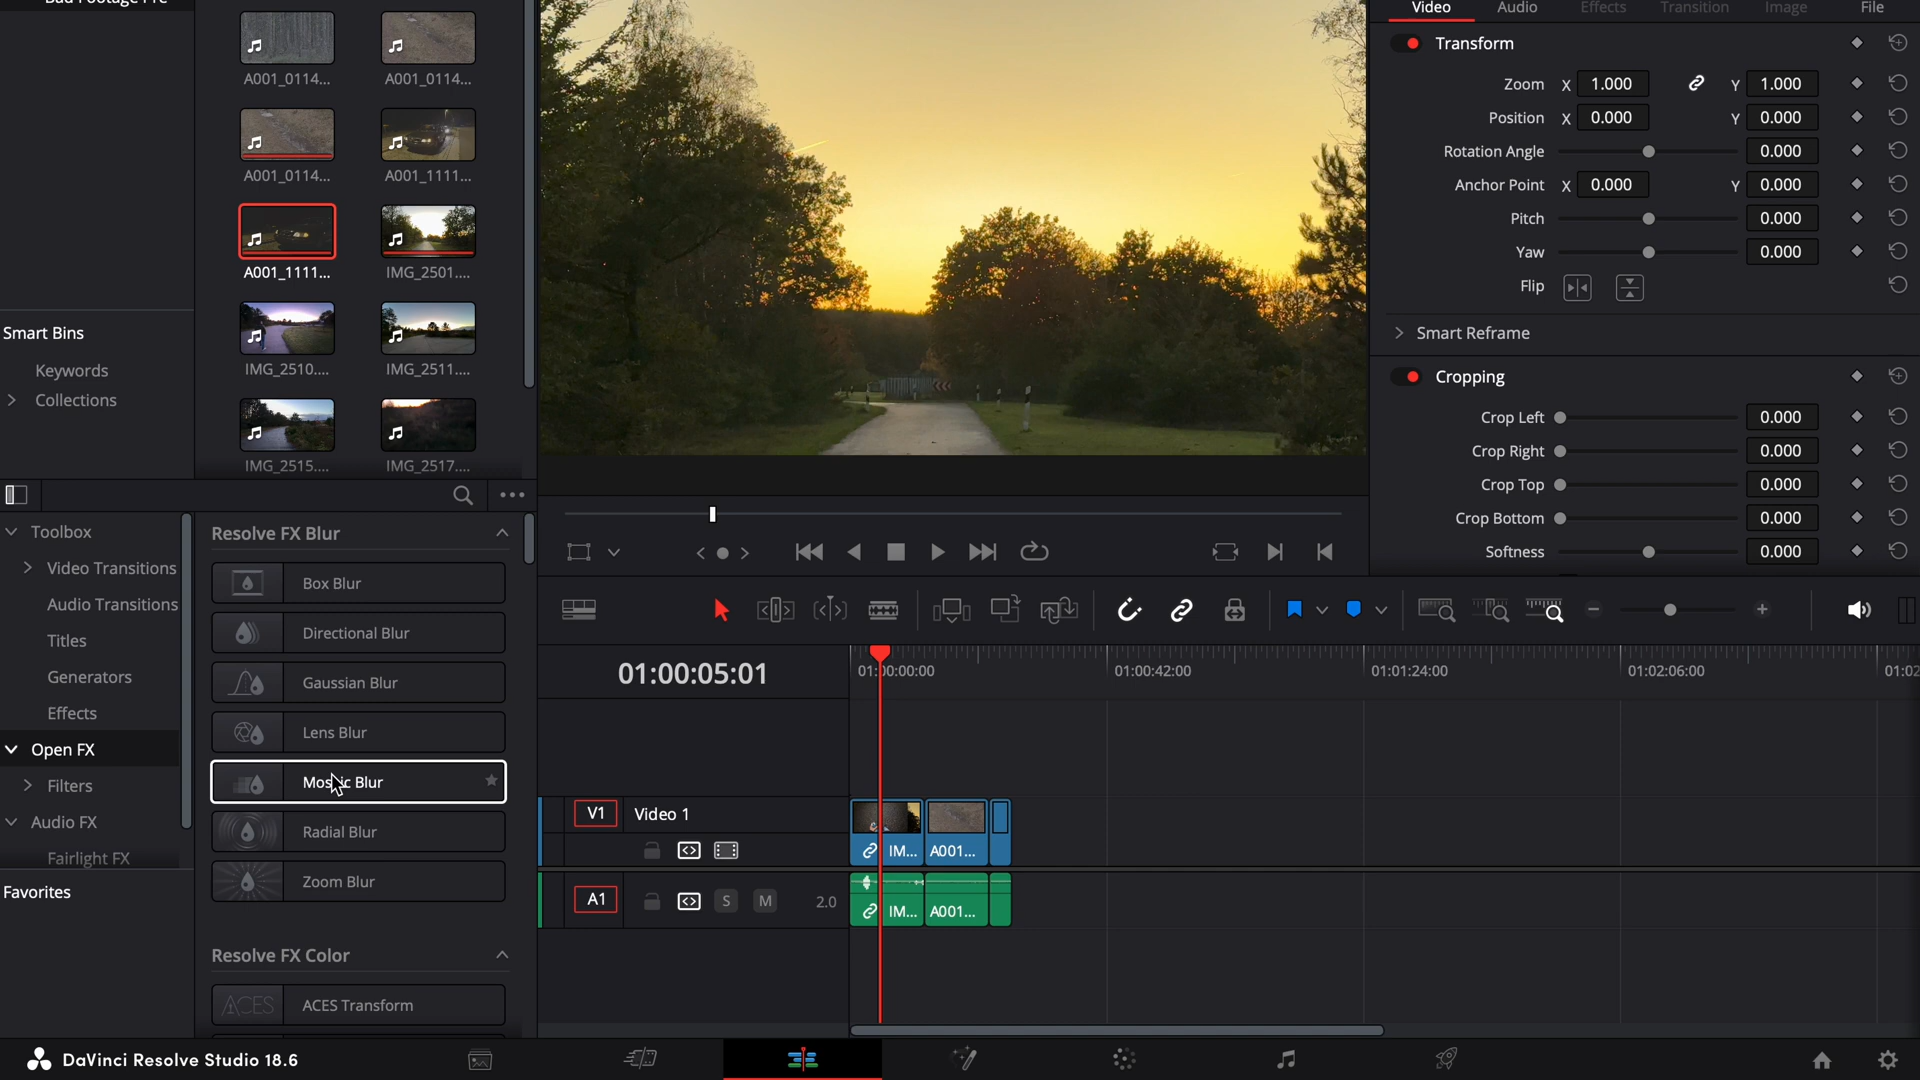 Video Audio Effects Transition Image File
A001_0114... A001_0114...
A001_0114... A001_1111...
A001_1111... IMG_2501....
IMG_2510.... IMG_2511....
IMG_2515.... IMG_2517....
Smart Bins
Keywords
Collections
Transform
Zoom X 1.000 Y 1.000
Position X 0.000 Y 0.000
Rotation Angle 0.000
Anchor Point X 0.000 Y 0.000
Pitch 0.000
Yaw 0.000
Flip
Smart Reframe
Cropping
Crop Left 0.000
Crop Right 0.000
Crop Top 0.000
Crop Bottom 0.000
Softness 0.000
Toolbox
Video Transitions
Audio Transitions
Titles
Generators
Effects
Open FX
Filters
Audio FX
Fairlight FX
Favorites
Resolve FX Blur
Box Blur
Directional Blur
Gaussian Blur
Lens Blur
Mosaic Blur
Radial Blur
Zoom Blur
Resolve FX Color
ACES ACES Transform
01:00:05:01
01:00:00:00 01:00:42:00 01:01:24:00 01:02:06:00 01:02
V1 Video 1
IM... A001...
A1 S M 2.0
IM... A001...
DaVinci Resolve Studio 18.6